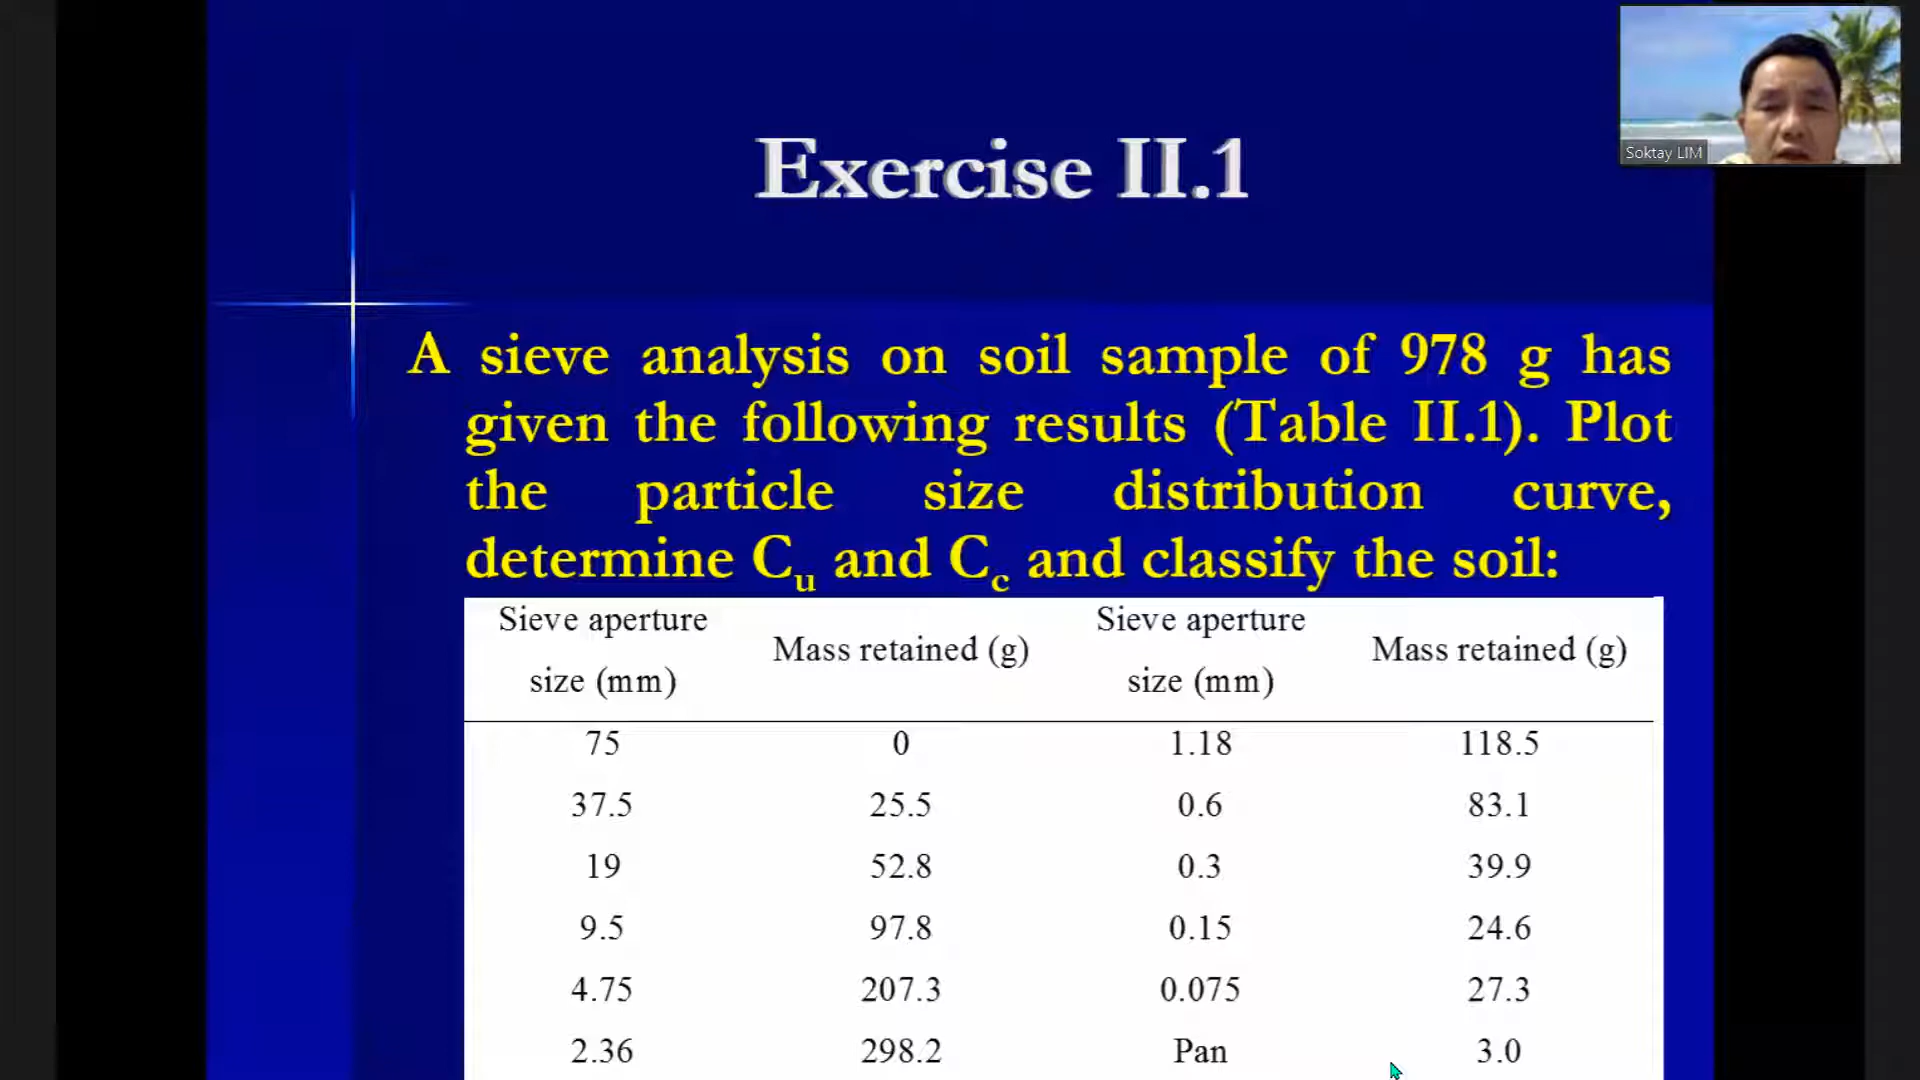 Exercise II.1
Soktay LIM
A sieve analysis on soil sample of 978 g has
given the following results (Table II.1). Plot
the particle size distribution curve,
determine Cu and Cc and classify the soil:
Sieve aperture size (mm) Mass retained (g) Sieve aperture size (mm) Mass retained (g)
75 0 1.18 118.5
37.5 25.5 0.6 83.1
19 52.8 0.3 39.9
9.5 97.8 0.15 24.6
4.75 207.3 0.075 27.3
2.36 298.2 Pan 3.0